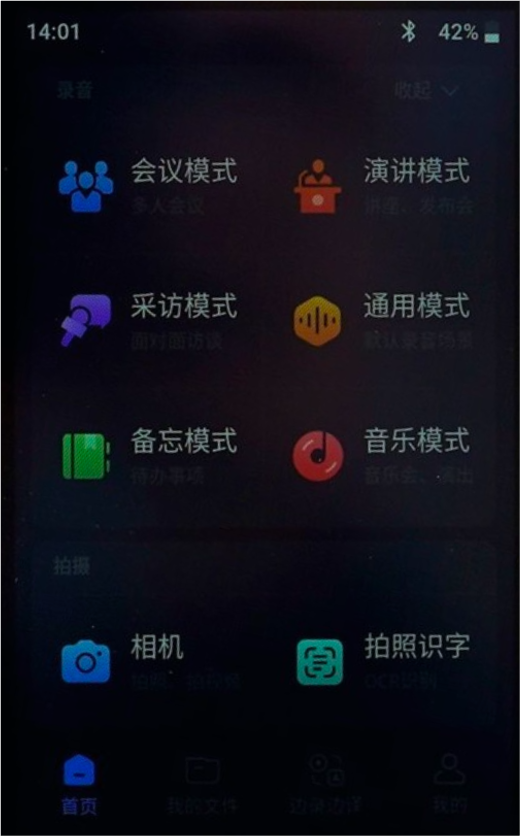 14:01 42%
录音 收起
会议模式 演讲模式
多人会议 讲座、发布会
采访模式 通用模式
面对面访谈 默认录音场景
备忘模式 音乐模式
待办事项 音乐会、演出
拍摄
相机 拍照识字
拍照、拍视频 OCR识别
首页 我的文件 边录边译 我的